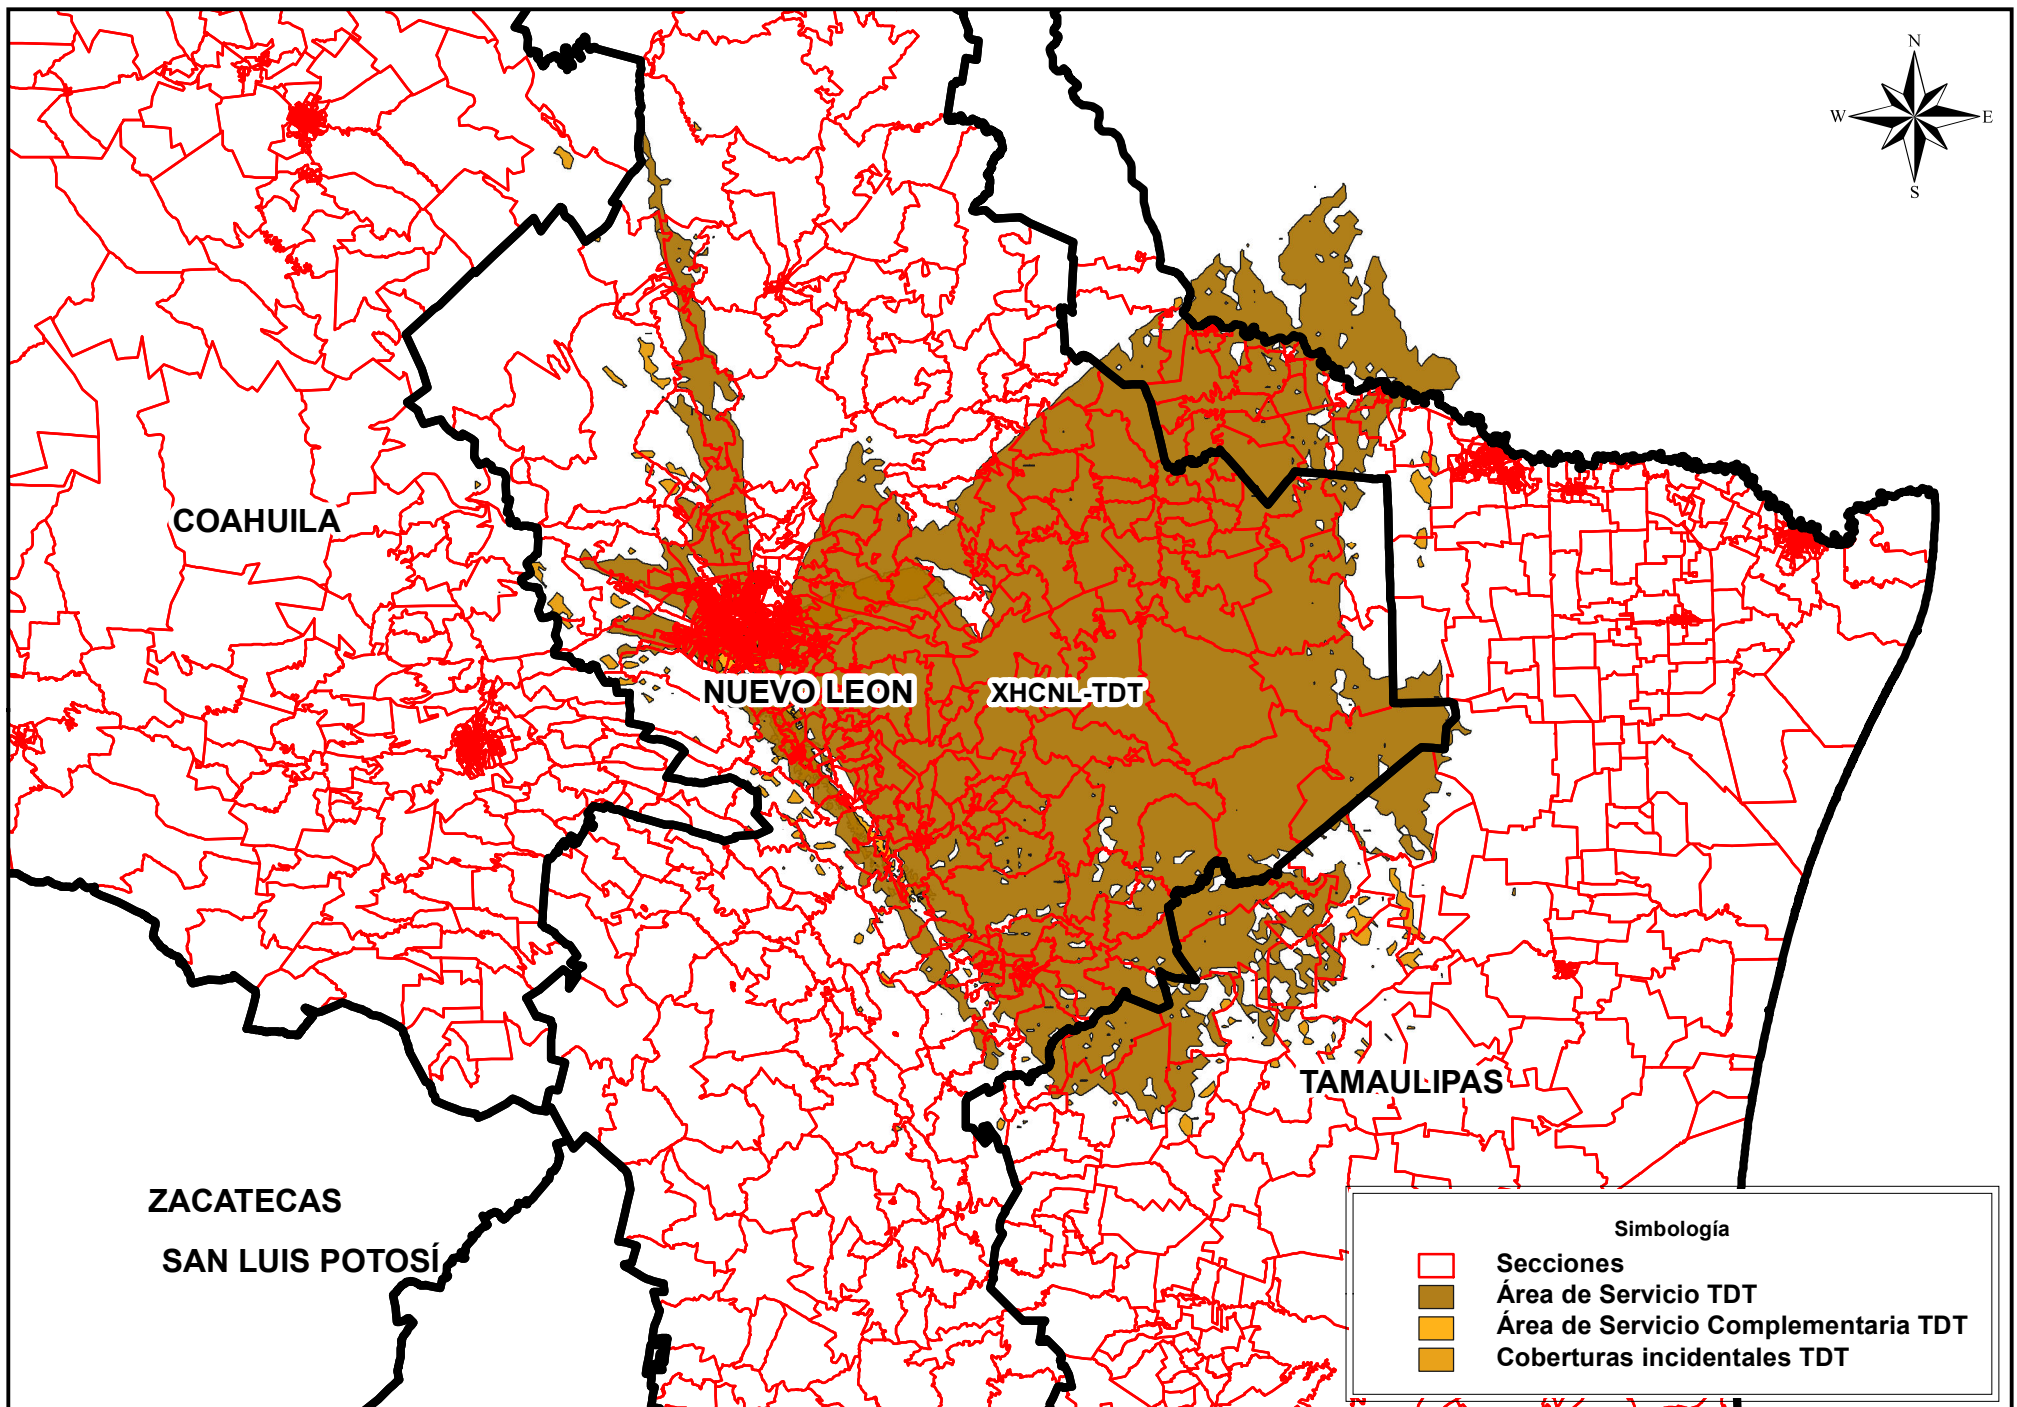 N
W E
S
COAHUILA
NUEVO LEON
XHCNL-TDT
TAMAULIPAS
ZACATECAS
SAN LUIS POTOSÍ
Simbología
Secciones
Área de Servicio TDT
Área de Servicio Complementaria TDT
Coberturas incidentales TDT